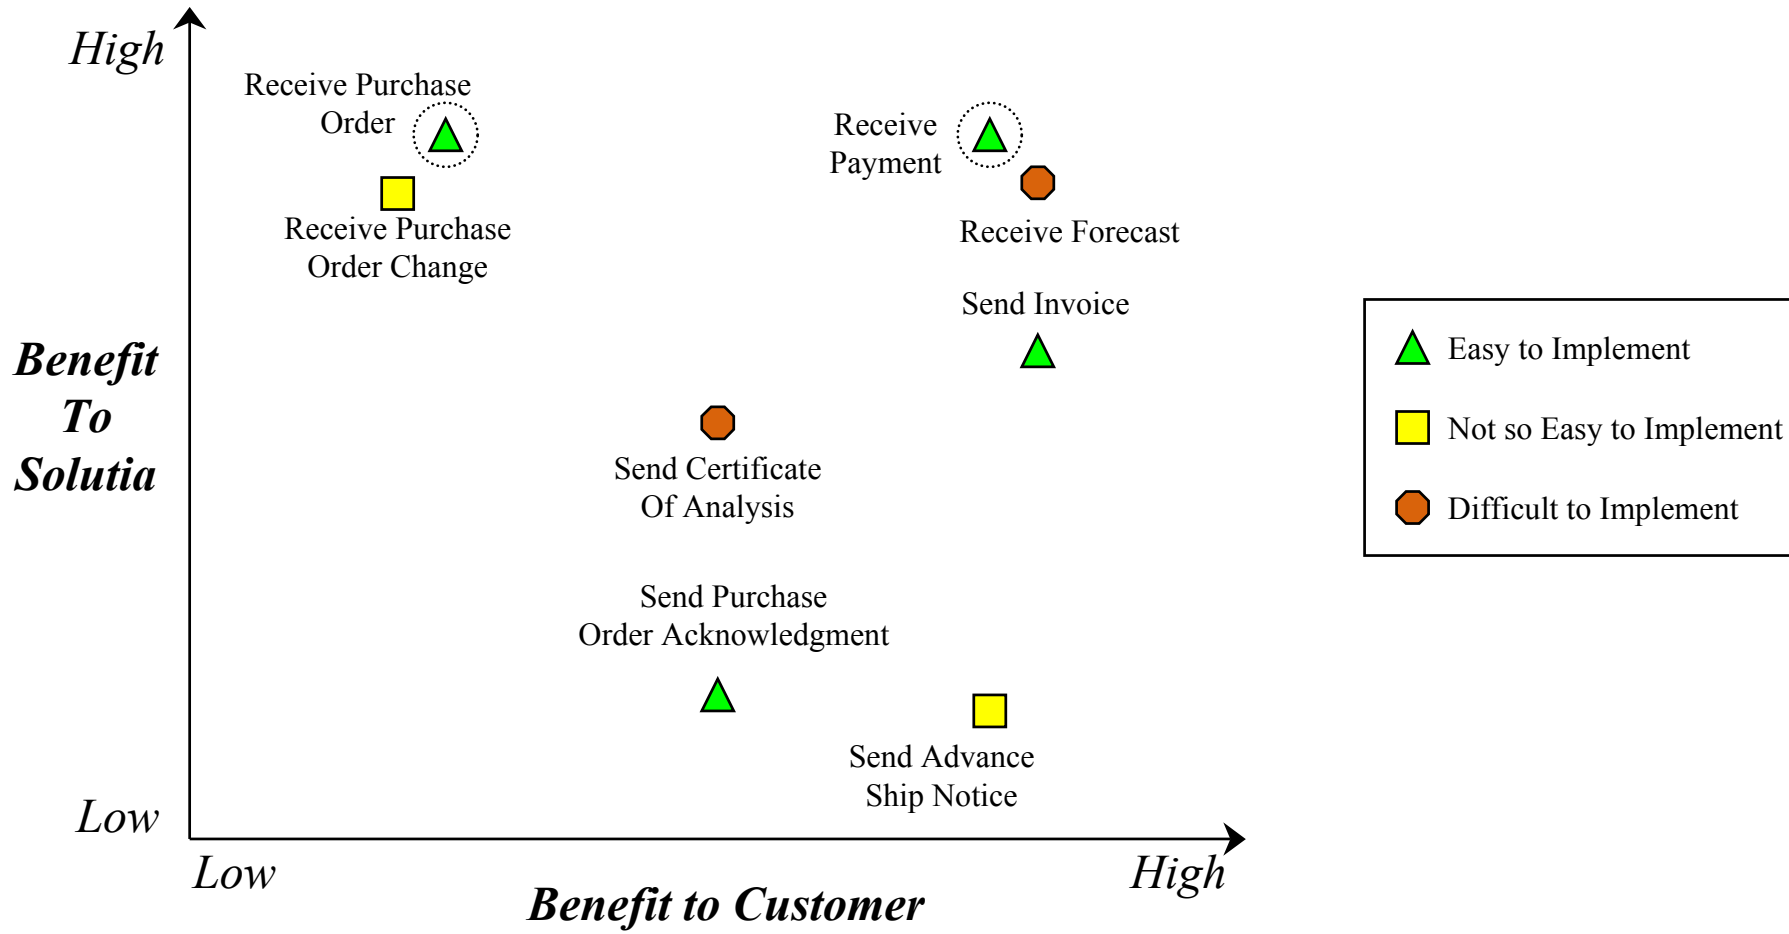 High
Receive Purchase
Order
Receive
Payment
Receive Purchase
Order Change
Receive Forecast
Send Invoice
Benefit
To
Solutia
Easy to Implement
Not so Easy to Implement
Difficult to Implement
Send Certificate
Of Analysis
Send Purchase
Order Acknowledgment
Send Advance
Ship Notice
Low
Low
High
Benefit to Customer